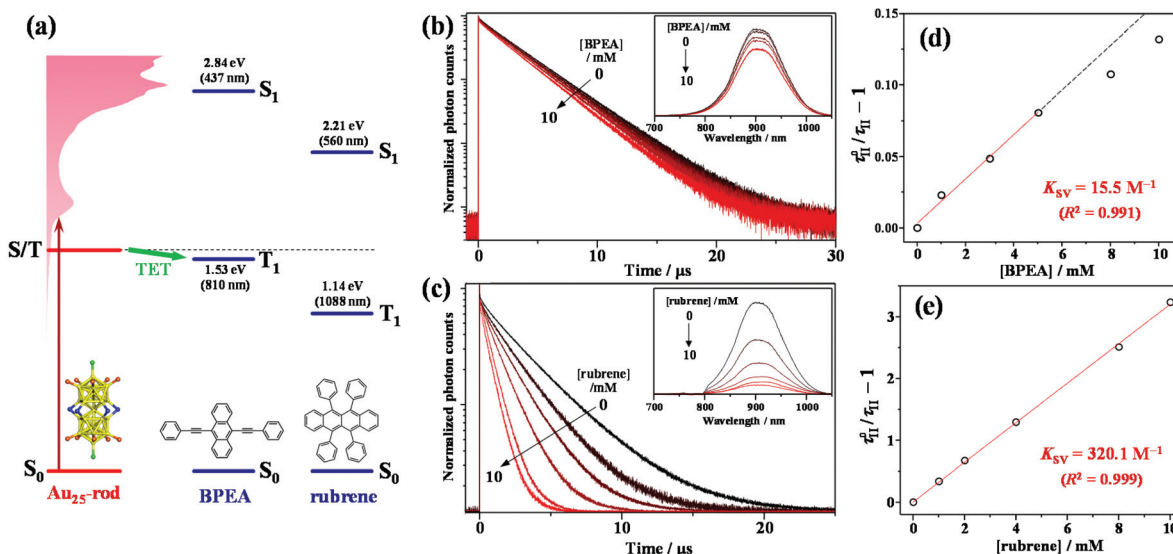 (a)
2.84 eV
(437 nm)
S₁
2.21 eV
(560 nm)
S₁
S/T
TET
T₁
1.53 eV
(810 nm)
1.14 eV
(1088 nm)
T₁
S₀
S₀
S₀
Au₂₅-rod
BPEA
rubrene
(b)
Normalized photon counts
[BPEA]
/ mM
0
10
[BPEA] / mM
0
10
700
800
900
1000
Wavelength / nm
0
10
20
30
Time / µs
(c)
Normalized photon counts
[rubrene]
/ mM
0
10
[rubrene] / mM
0
10
700
800
900
1000
Wavelength / nm
0
10
20
Time / µs
(d)
0.15
0.10
0.05
0.00
τ⁰_II / τ_II − 1
K_SV = 15.5 M⁻¹
(R² = 0.991)
0 2 4 6 8 10
[BPEA] / mM
(e)
3
2
1
0
τ⁰_II / τ_II − 1
K_SV = 320.1 M⁻¹
(R² = 0.999)
0 2 4 6 8 10
[rubrene] / mM